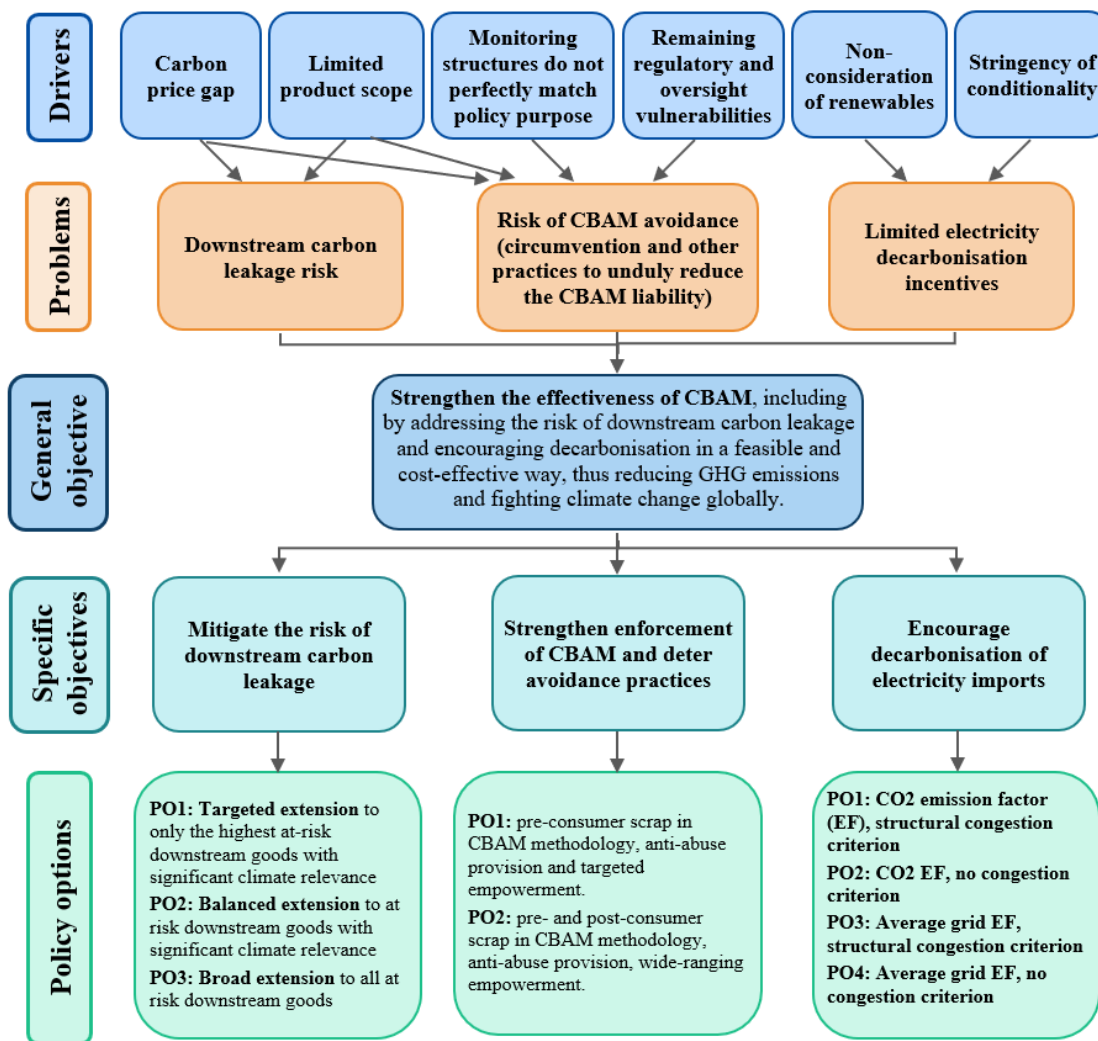 Drivers
Carbon
price gap
Limited
product scope
Monitoring
structures do not
perfectly match
policy purpose
Remaining
regulatory and
oversight
vulnerabilities
Non-
consideration
of renewables
Stringency of
conditionality
Problems
Downstream carbon
leakage risk
Risk of CBAM avoidance
(circumvention and other
practices to unduly reduce
the CBAM liability)
Limited electricity
decarbonisation
incentives
General
objective
Strengthen the effectiveness of CBAM, including
by addressing the risk of downstream carbon leakage
and encouraging decarbonisation in a feasible and
cost-effective way, thus reducing GHG emissions
and fighting climate change globally.
Specific
objectives
Mitigate the risk of
downstream carbon
leakage
Strengthen enforcement
of CBAM and deter
avoidance practices
Encourage
decarbonisation of
electricity imports
Policy options
PO1: Targeted extension to
only the highest at-risk
downstream goods with
significant climate relevance
PO2: Balanced extension to at
risk downstream goods with
significant climate relevance
PO3: Broad extension to all at
risk downstream goods
PO1: pre-consumer scrap in
CBAM methodology, anti-abuse
provision and targeted
empowerment.
PO2: pre- and post-consumer
scrap in CBAM methodology,
anti-abuse provision, wide-ranging
empowerment.
PO1: CO2 emission factor
(EF), structural congestion
criterion
PO2: CO2 EF, no congestion
criterion
PO3: Average grid EF,
structural congestion criterion
PO4: Average grid EF, no
congestion criterion